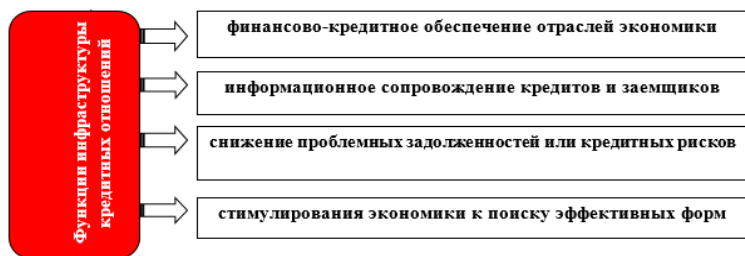 Функции инфраструктуры
кредитных отношений
финансово-кредитное обеспечение отраслей экономики
информационное сопровождение кредитов и заемщиков
снижение проблемных задолженностей или кредитных рисков
стимулирования экономики к поиску эффективных форм